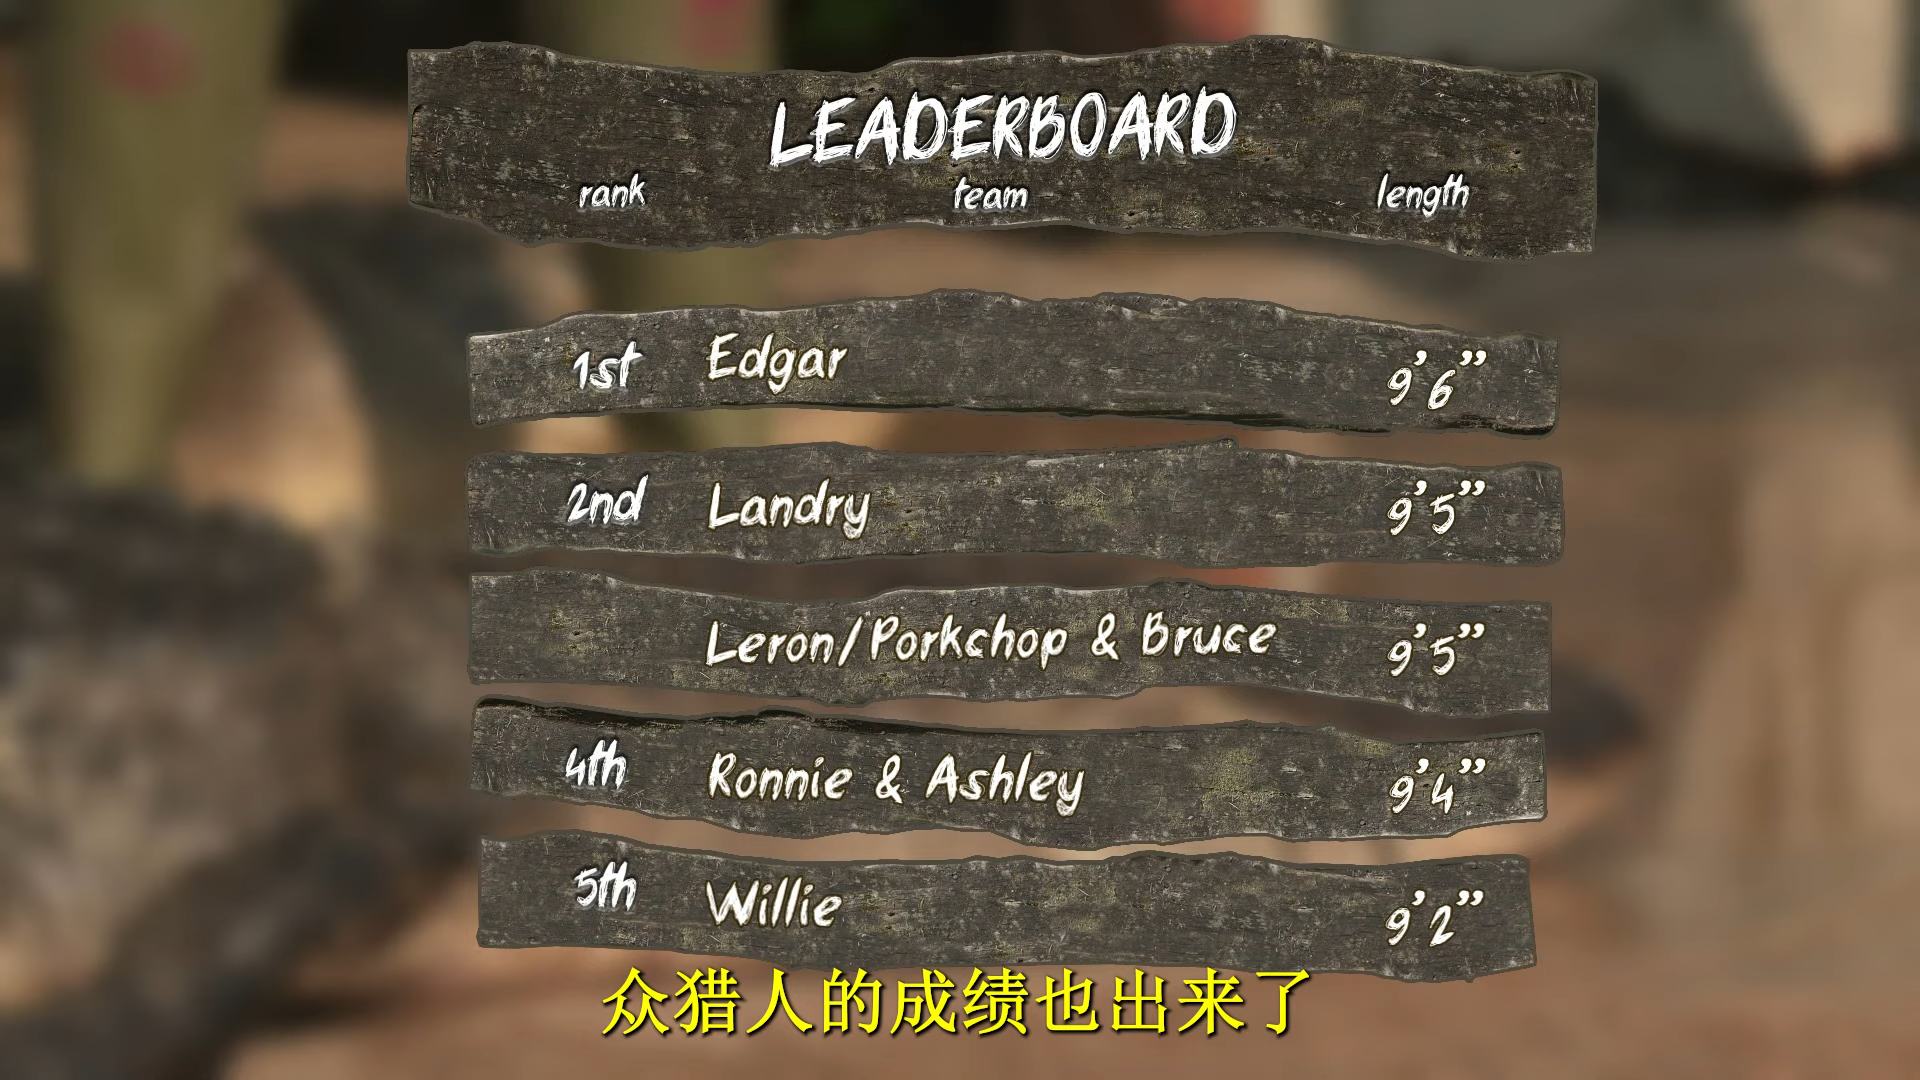 LEADERBOARD
rank team length
1st Edgar 9’6”
2nd Landry 9’5”
Leron/Porkchop & Bruce 9’5”
4th Ronnie & Ashley 9’4”
5th Willie 9’2”
众猎人的成绩也出来了